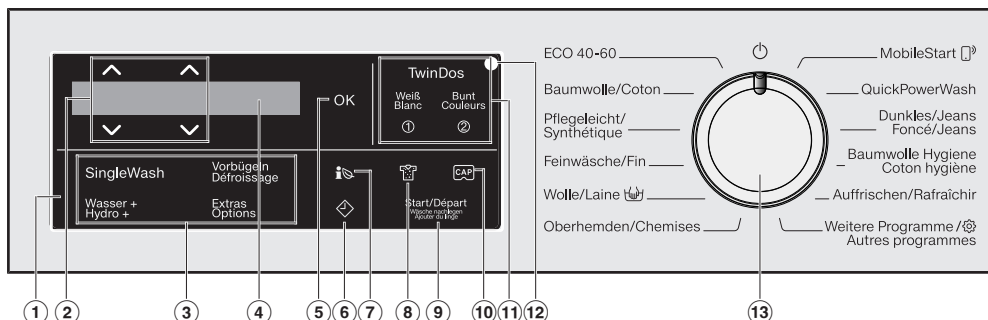 TwinDos
Weiß
Blanc
Bunt
Couleurs
①
②
OK
SingleWash
Vorbügeln
Défroissage
Wasser +
Hydro +
Extras
Options
CAP
Start/Départ
Wäsche nachlegen
Ajouter du linge
ECO 40-60
Baumwolle/Coton
Pflegeleicht/
Synthétique
Feinwäsche/Fin
Wolle/Laine
Oberhemden/Chemises
MobileStart
QuickPowerWash
Dunkles/Jeans
Foncé/Jeans
Baumwolle Hygiene
Coton hygiène
Auffrischen/Rafraîchir
Weitere Programme/
Autres programmes
① ② ③ ④ ⑤ ⑥ ⑦ ⑧ ⑨ ⑩ ⑪ ⑫ ⑬